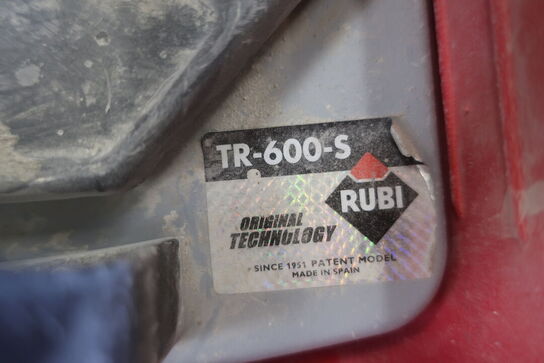 TR-600-S
RUBI
ORIGINAL
TECHNOLOGY
SINCE 1951 PATENT MODEL
MADE IN SPAIN